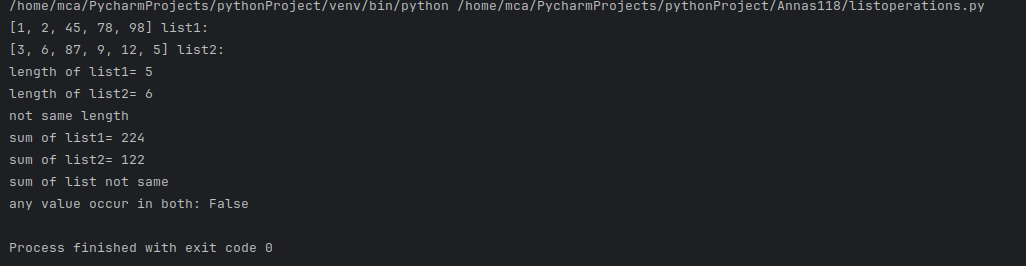 /home/mca/PycharmProjects/pythonProject/venv/bin/python /home/mca/PycharmProjects/pythonProject/Annas118/listoperations.py
[1, 2, 45, 78, 98] list1:
[3, 6, 87, 9, 12, 5] list2:
length of list1= 5
length of list2= 6
not same length
sum of list1= 224
sum of list2= 122
sum of list not same
any value occur in both: False
Process finished with exit code 0